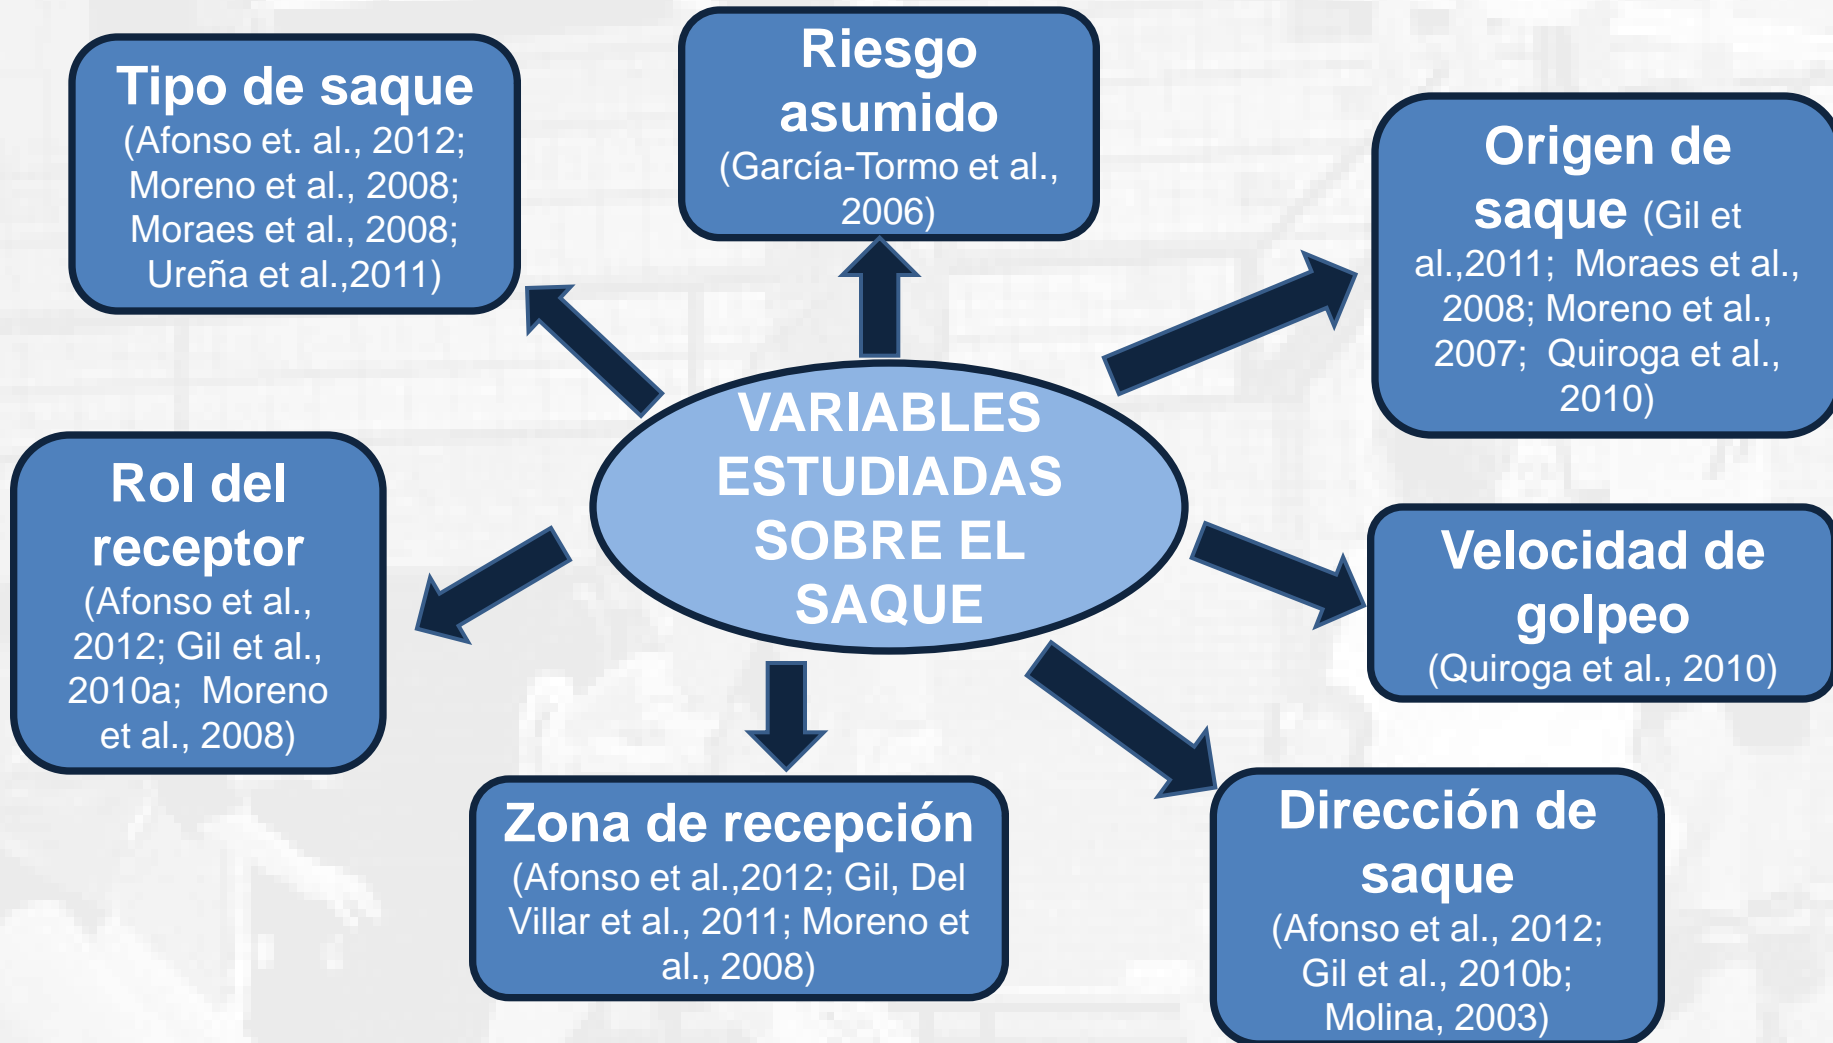 Tipo de saque
(Afonso et. al., 2012;
Moreno et al., 2008;
Moraes et al., 2008;
Ureña et al.,2011)
Riesgo
asumido
(García-Tormo et al.,
2006)
Origen de
saque (Gil et
al.,2011;  Moraes et al.,
2008; Moreno et al.,
2007;  Quiroga et al.,
2010)
VARIABLES
ESTUDIADAS
SOBRE EL
SAQUE
Rol del
receptor
(Afonso et al.,
2012; Gil et al.,
2010a;  Moreno
et al., 2008)
Velocidad de
golpeo
(Quiroga et al., 2010)
Zona de recepción
(Afonso et al.,2012; Gil, Del
Villar et al., 2011; Moreno et
al., 2008)
Dirección de
saque
(Afonso et al., 2012;
Gil et al., 2010b;
Molina, 2003)